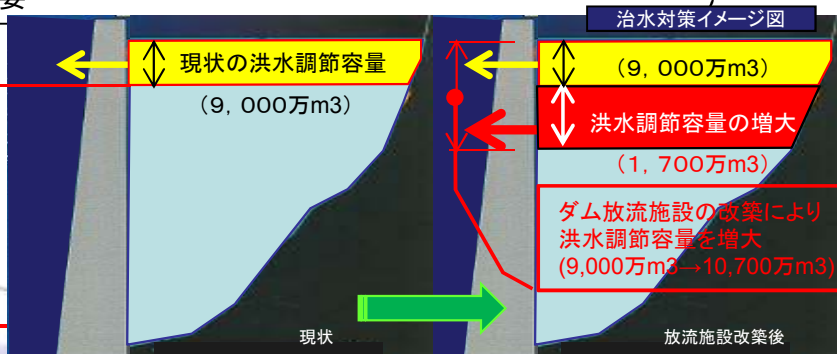 要
治水対策イメージ図
現状の洪水調節容量
(9,000万m3)
(9,000万m3)
洪水調節容量の増大
(1,700万m3)
ダム放流施設の改築により
洪水調節容量を増大
(9,000万m3→10,700万m3)
現状
放流施設改築後